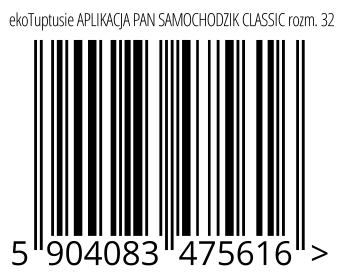 ekoTuptusie APLIKACJA PAN SAMOCHODZIK CLASSIC rozm. 32
5 904083 475616 >